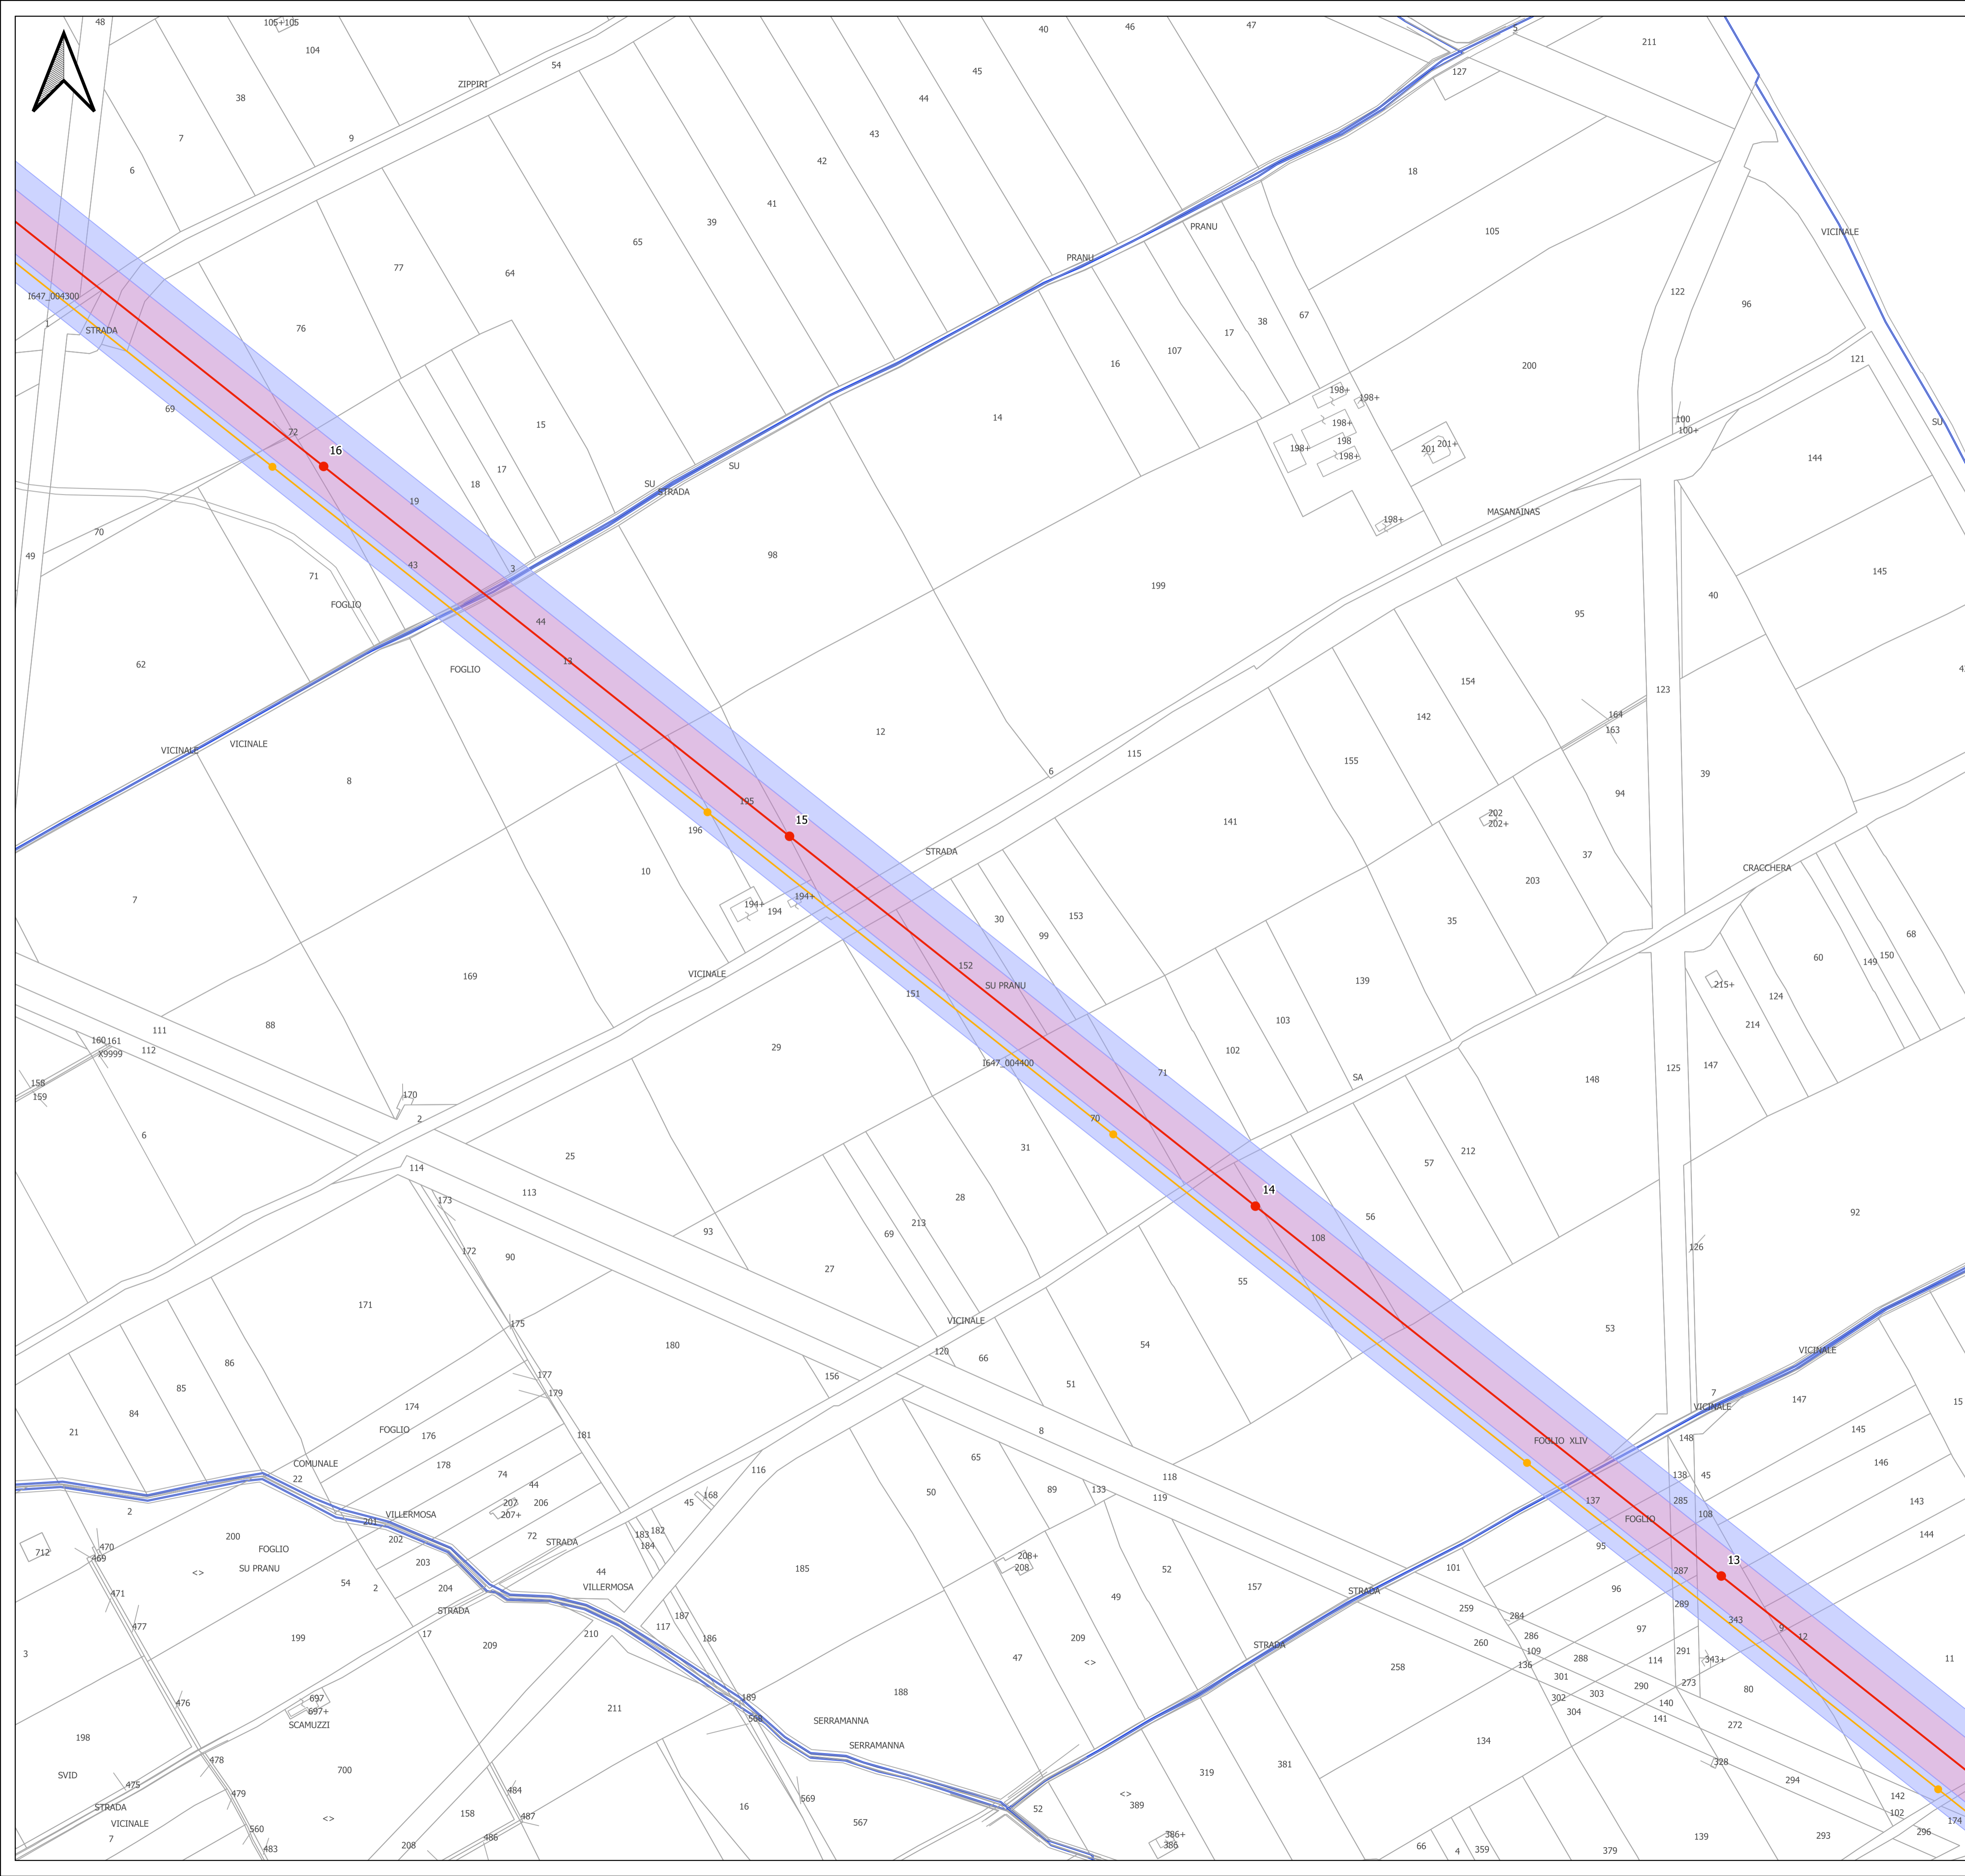 48 105+105 104 40 46 47 5 211
54 ZIPPIRI 45 127
38 44
7 9 43
6 42 18
41
39 PRANU 105 VICINALE
65 PRANU
77 64
I647_004300 122 96
1 STRADA 76 67
38
17
107 121
16 200
69 198+ 198+
15 14 100
72 198+ 100+ SU
16 198 201+
198+ 198+ 201 144
17 SU
18 SU STRADA
19 198+ MASANAINAS
70
49 98
43 3 145
71 199
FOGLIO 40
44 95
62 13
FOGLIO 154 123
142 164
12 163
VICINALE VICINALE 115
155
6 39
8 94
195 202
15 141 202+
196 STRADA 37
10 CRACCHERA
203
7 194+ 194+
194 153
30 35 68
99
152 150
169 VICINALE 60 149
SU PRANU 139 215+
151 124
103 214
88
111 29
160 161 112 102
X9999 I647_004400 147
71 125
158 SA 148
159
170
2 70
6 31
25 212
57
114
113 14
173 28
92
213 56
93 69
108 126
172
90 55
27
171
175 VICINALE 53
180 54
120 VICINALE
86 66
177 156 51
85 179 7
174 147
84 VICINALE
FOGLIO 8 145
21 176 181 FOGLIO XLIV 148
65
COMUNALE 178 116 146
22 74 118 138 45
44 89
50 133
45 168 119
207 206 137 285 143
2 207+
201 VILLERMOSA 108
FOGLIO
200 202 72 183 182 144
STRADA 184 95
712 470 FOGLIO 208+
469 203 13
SU PRANU 44 185 208 52 101
<> 54 157 287
2 204 VILLERMOSA STRADA 96
471 49
STRADA 187 259 289
477 117 284 343
17 210 97 9
199 186 209 286 12
209 STRADA 260 109
3 47 291
<> 258 136 288 114 343+ 11
301
273
476 697 189 188 302 303 290 80
697+ 304 140
SCAMUZZI 211 568 SERRAMANNA 141 272
198 134
SERRAMANNA
478 328
SVID 700 319 381 294
475
479 484 <> 142
STRADA 569 16 52 389
<> 158 487 102
VICINALE 567 174
560 386+ 296
7 486 139 293
483 208 386 66 4 359 379